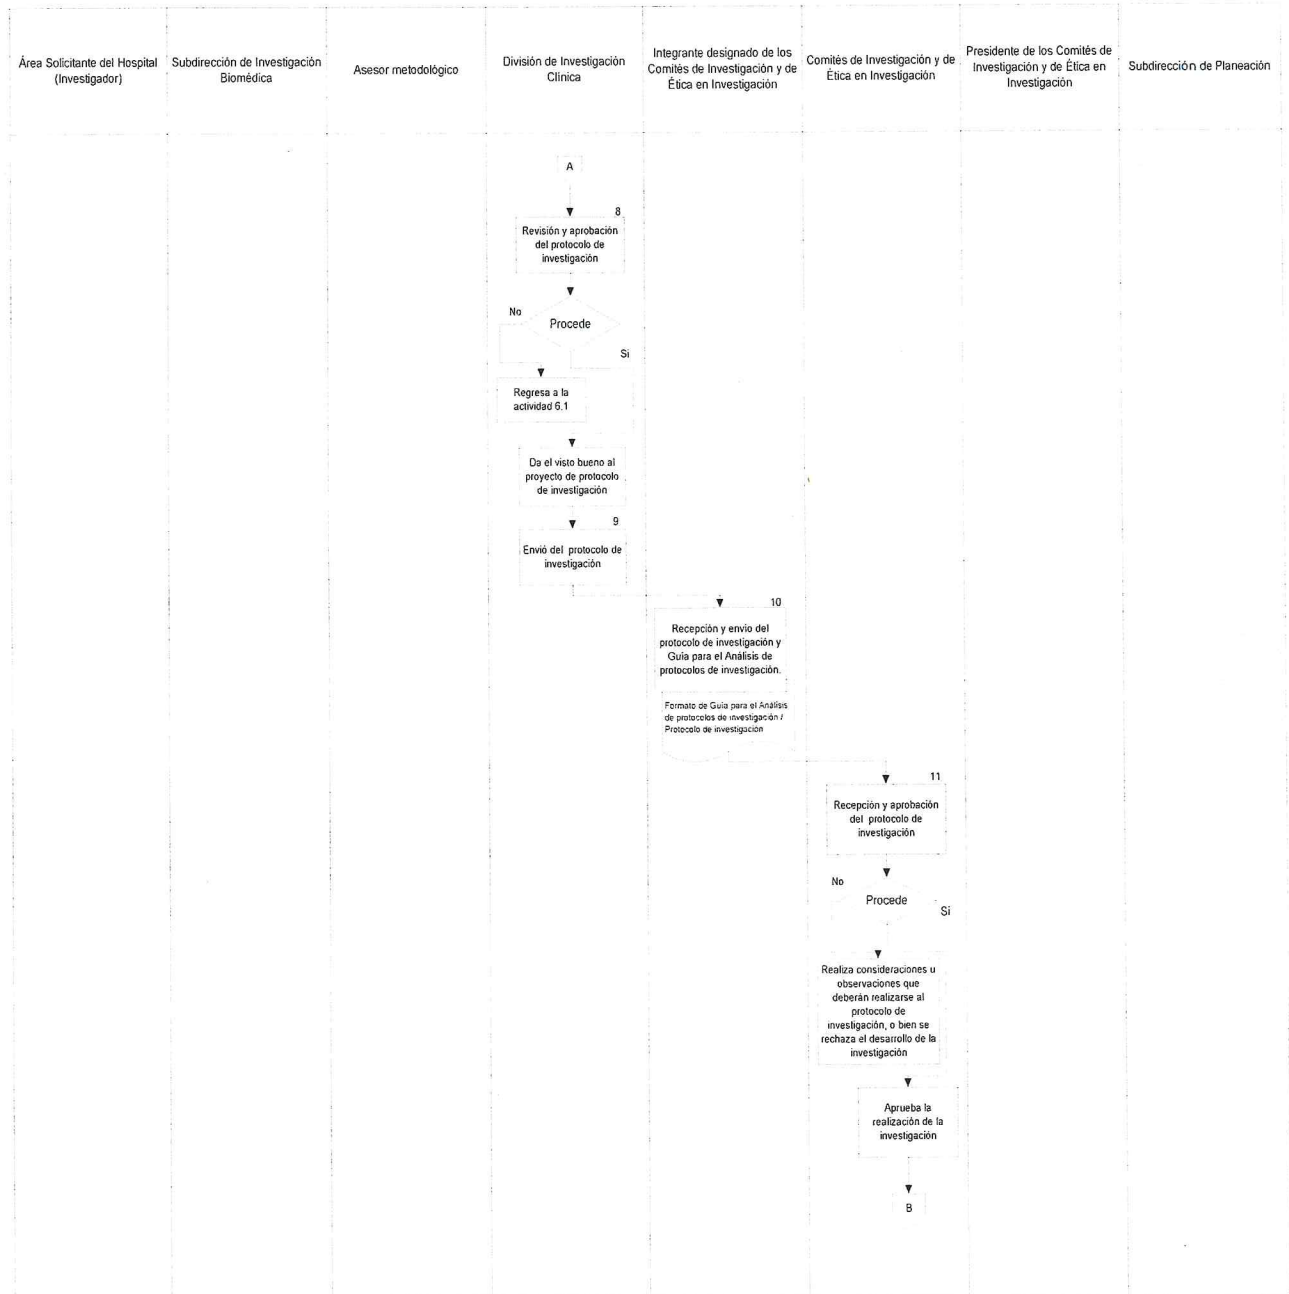 Área Solicitante del Hospital
(Investigador)
Subdirección de Investigación
Biomédica
Asesor metodológico
División de Investigación
Clínica
Integrante designado de los
Comités de Investigación y de
Ética en Investigación
Comités de Investigación y de
Ética en Investigación
Presidente de los Comités de
Investigación y de Ética en
Investigación
Subdirección de Planeación
A
8
Revisión y aprobación
del protocolo de
investigación
No
Procede
Si
Regresa a la
actividad 6.1
Da el visto bueno al
proyecto de protocolo
de investigación
9
Envió del protocolo de
investigación
10
Recepción y envio del
protocolo de investigación y
Guía para el Análisis de
protocolos de investigación.
Formato de Guía para el Análisis
de protocolos de investigación /
Protocolo de investigación
11
Recepción y aprobación
del protocolo de
investigación
No
Procede
Si
Realiza consideraciones u
observaciones que
deberán realizarse al
protocolo de
investigación, o bien se
rechaza el desarrollo de la
investigación
Aprueba la
realización de la
investigación
B